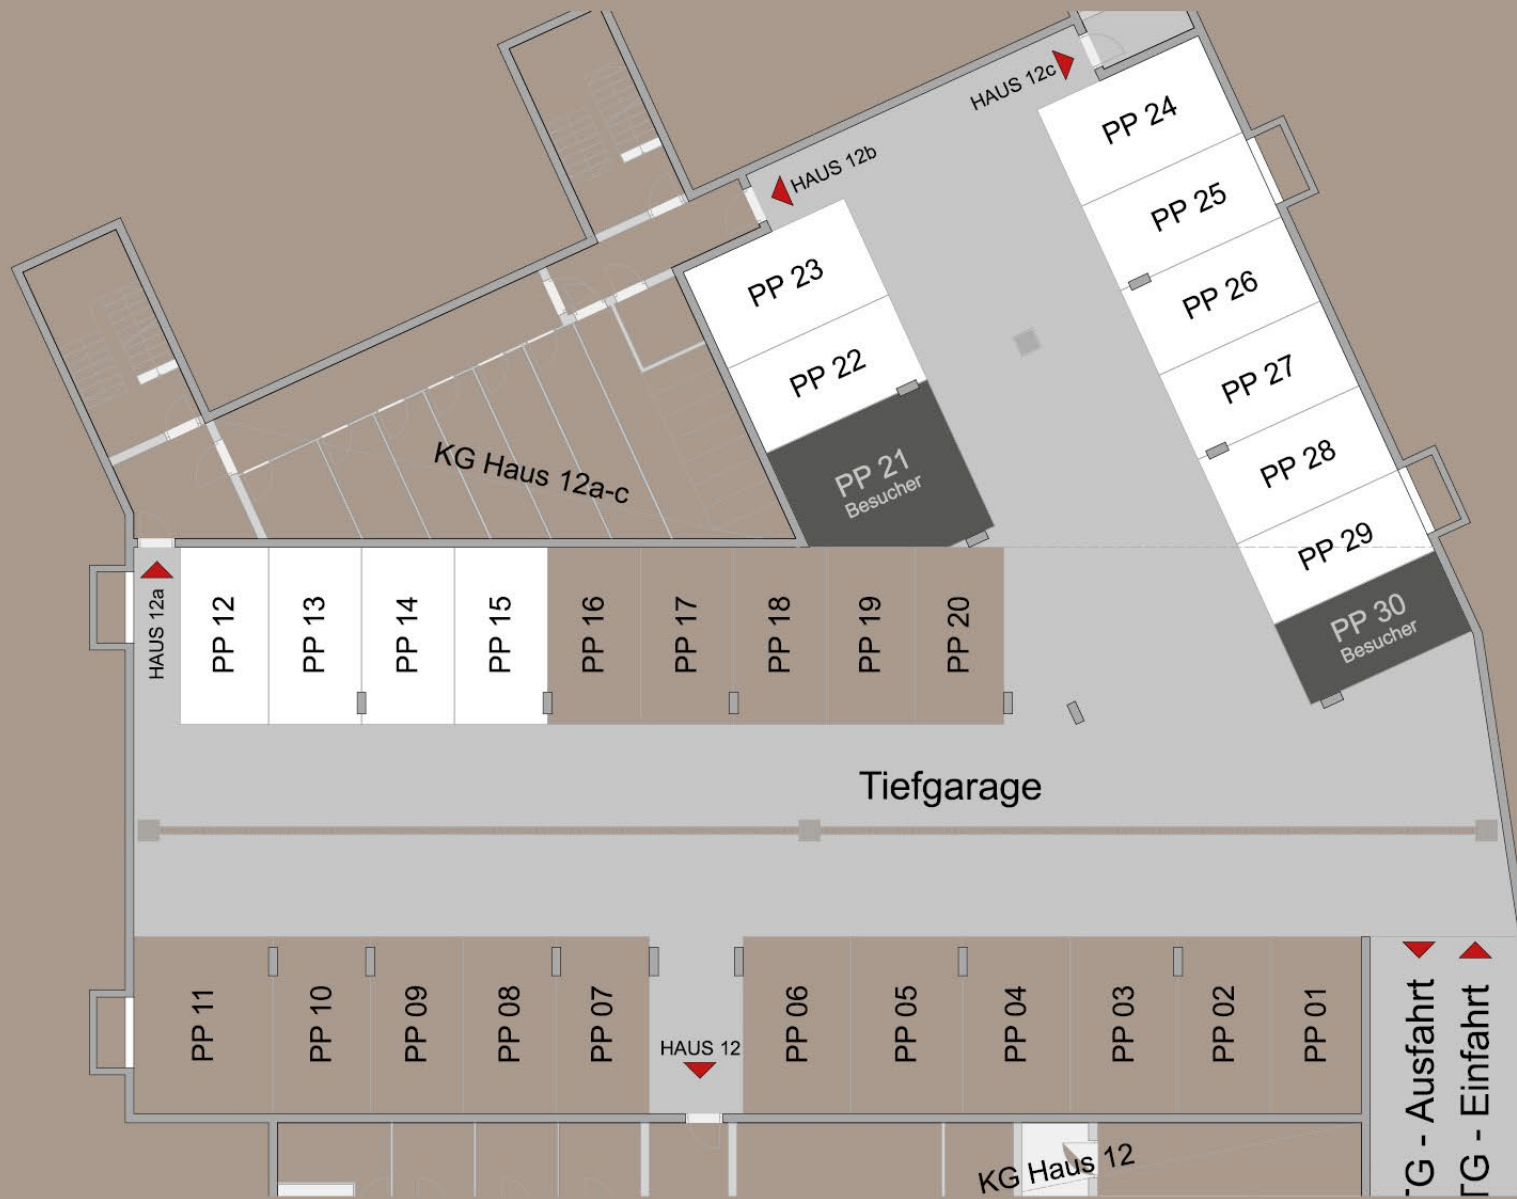 HAUS 12c
PP 24
HAUS 12b
PP 25
PP 23
PP 26
PP 22
PP 27
KG Haus 12a-c
PP 21
Besucher
PP 28
PP 29
HAUS 12a
PP 12
PP 13
PP 14
PP 15
PP 16
PP 17
PP 18
PP 19
PP 20
PP 30
Besucher
Tiefgarage
PP 11
PP 10
PP 09
PP 08
PP 07
HAUS 12
PP 06
PP 05
PP 04
PP 03
PP 02
PP 01
TG - Ausfahrt
TG - Einfahrt
KG Haus 12